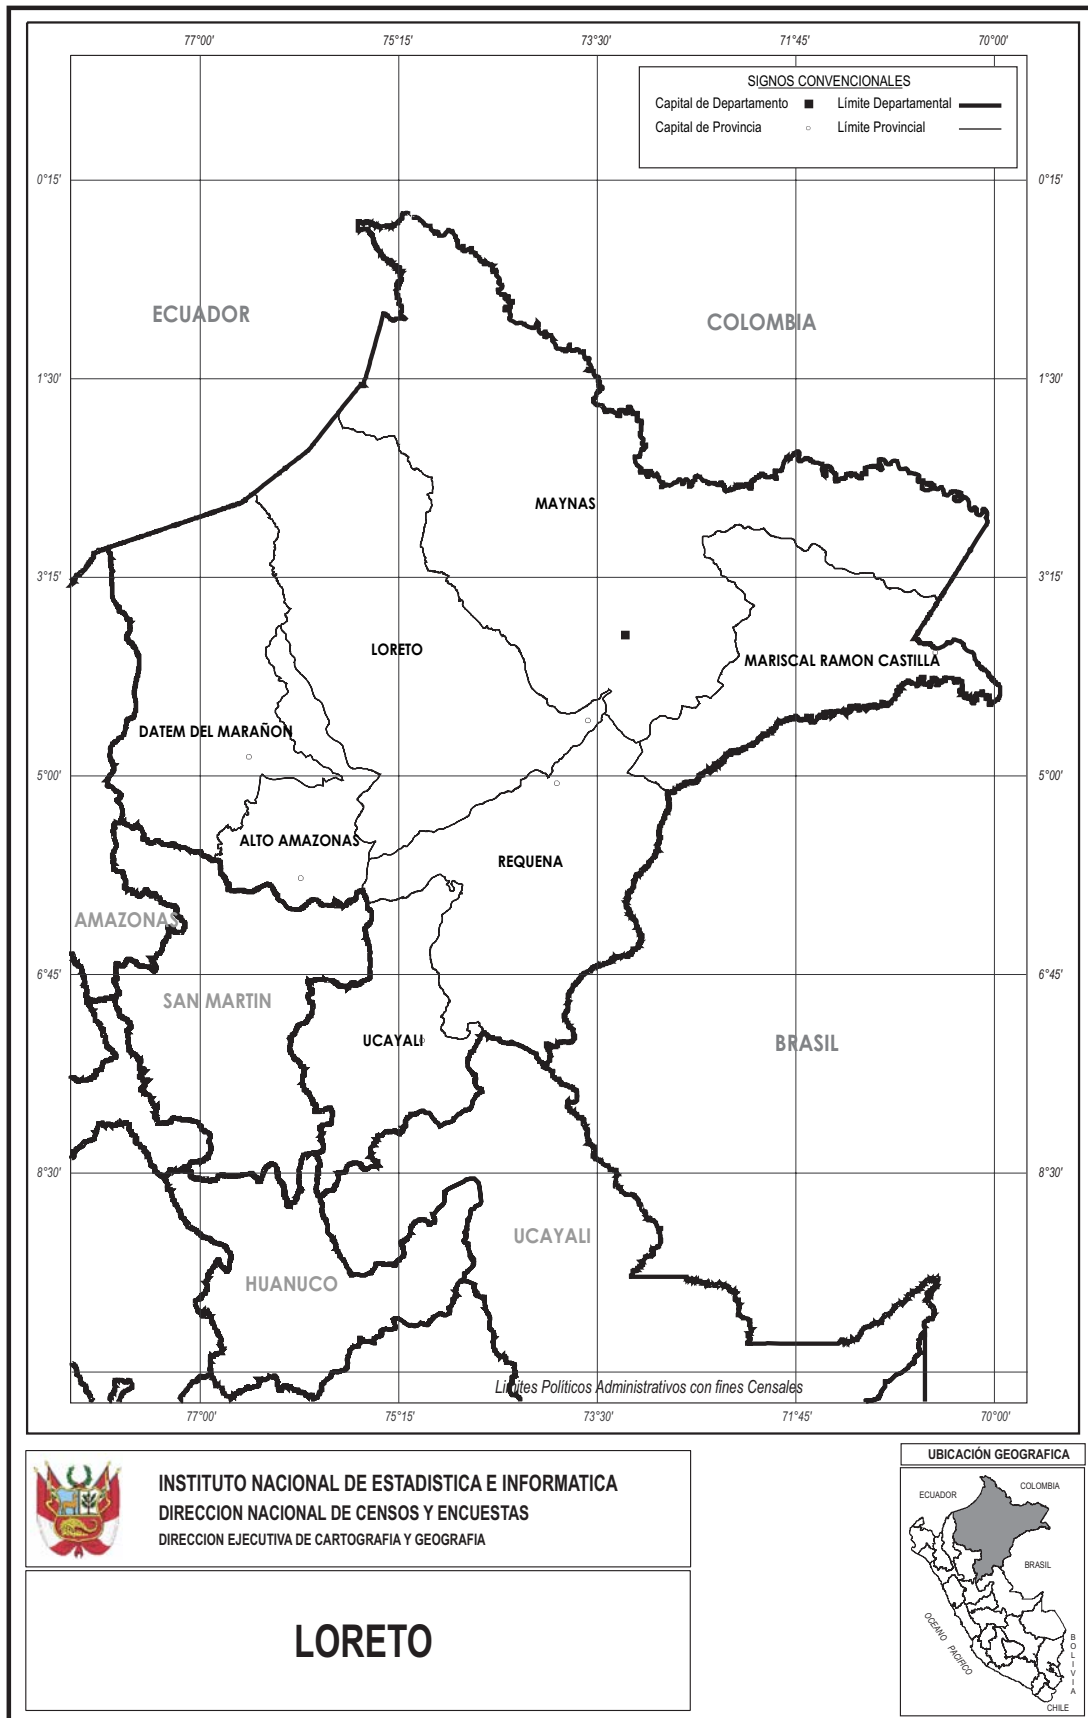 77°00' 75°15' 73°30' 71°45' 70°00'
SIGNOS CONVENCIONALES
Capital de Departamento Límite Departamental
Capital de Provincia Límite Provincial
0°15' 0°15'
ECUADOR
COLOMBIA
1°30' 1°30'
MAYNAS
3°15' 3°15'
LORETO
MARISCAL RAMON CASTILLA
DATEM DEL MARAÑON
5°00' 5°00'
ALTO AMAZONAS
REQUENA
AMAZONAS
6°45' 6°45'
SAN MARTIN
UCAYALI
BRASIL
8°30' 8°30'
UCAYALI
HUANUCO
Límites Políticos Administrativos con fines Censales
77°00' 75°15' 73°30' 71°45' 70°00'
INSTITUTO NACIONAL DE ESTADISTICA E INFORMATICA
DIRECCION NACIONAL DE CENSOS Y ENCUESTAS
DIRECCION EJECUTIVA DE CARTOGRAFIA Y GEOGRAFIA
LORETO
UBICACIÓN GEOGRAFICA
COLOMBIA
ECUADOR
BRASIL
OCEANO PACIFICO
BOLIVIA
CHILE